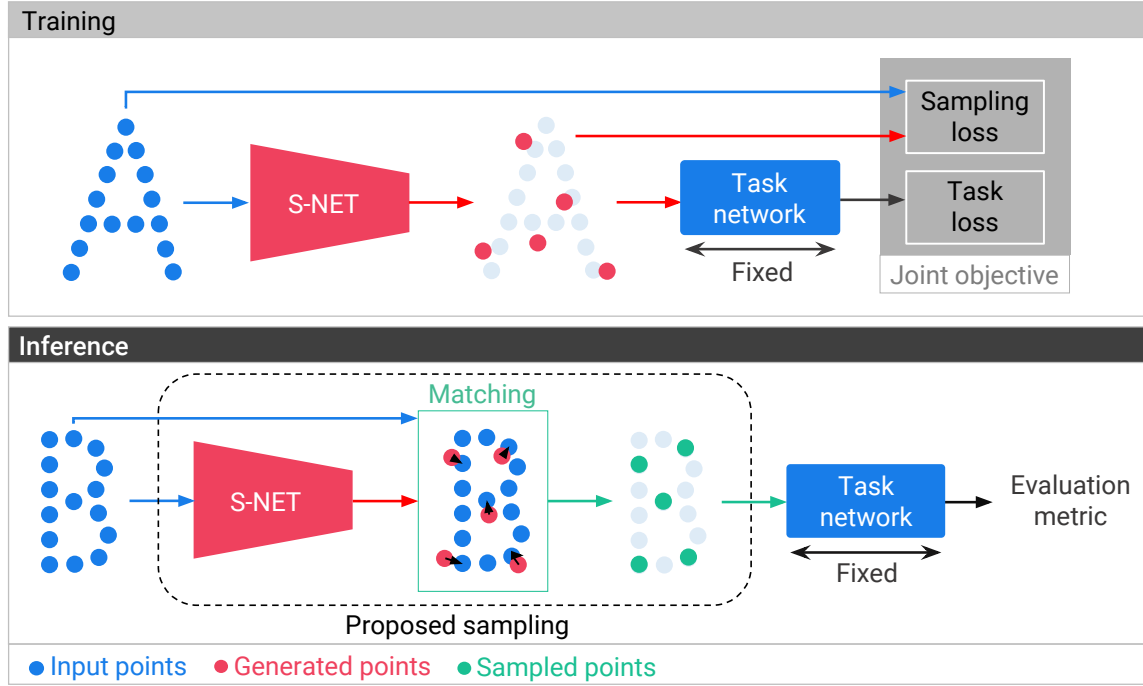 Training
Sampling
loss
S-NET
Task
network
Task
loss
Fixed
Joint objective
Inference
Matching
S-NET
Task
network
Evaluation
metric
Fixed
Proposed sampling
Input points
Generated points
Sampled points